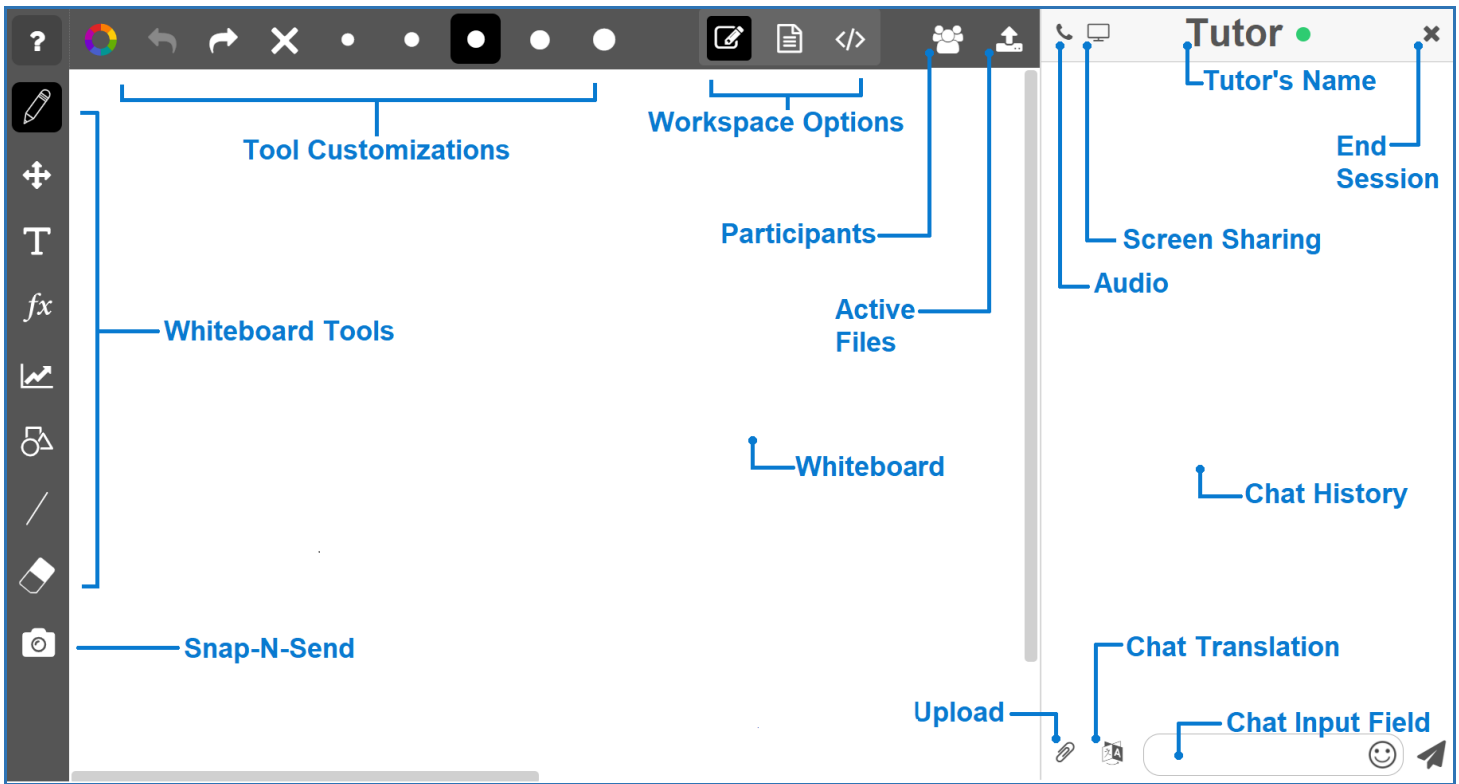 ?
</>
Tutor
Tutor's Name
Tool Customizations
Workspace Options
End
Session
T
Participants
Screen Sharing
Audio
fx
Active
Files
Whiteboard Tools
Whiteboard
Chat History
Snap-N-Send
Chat Translation
Upload
Chat Input Field
A